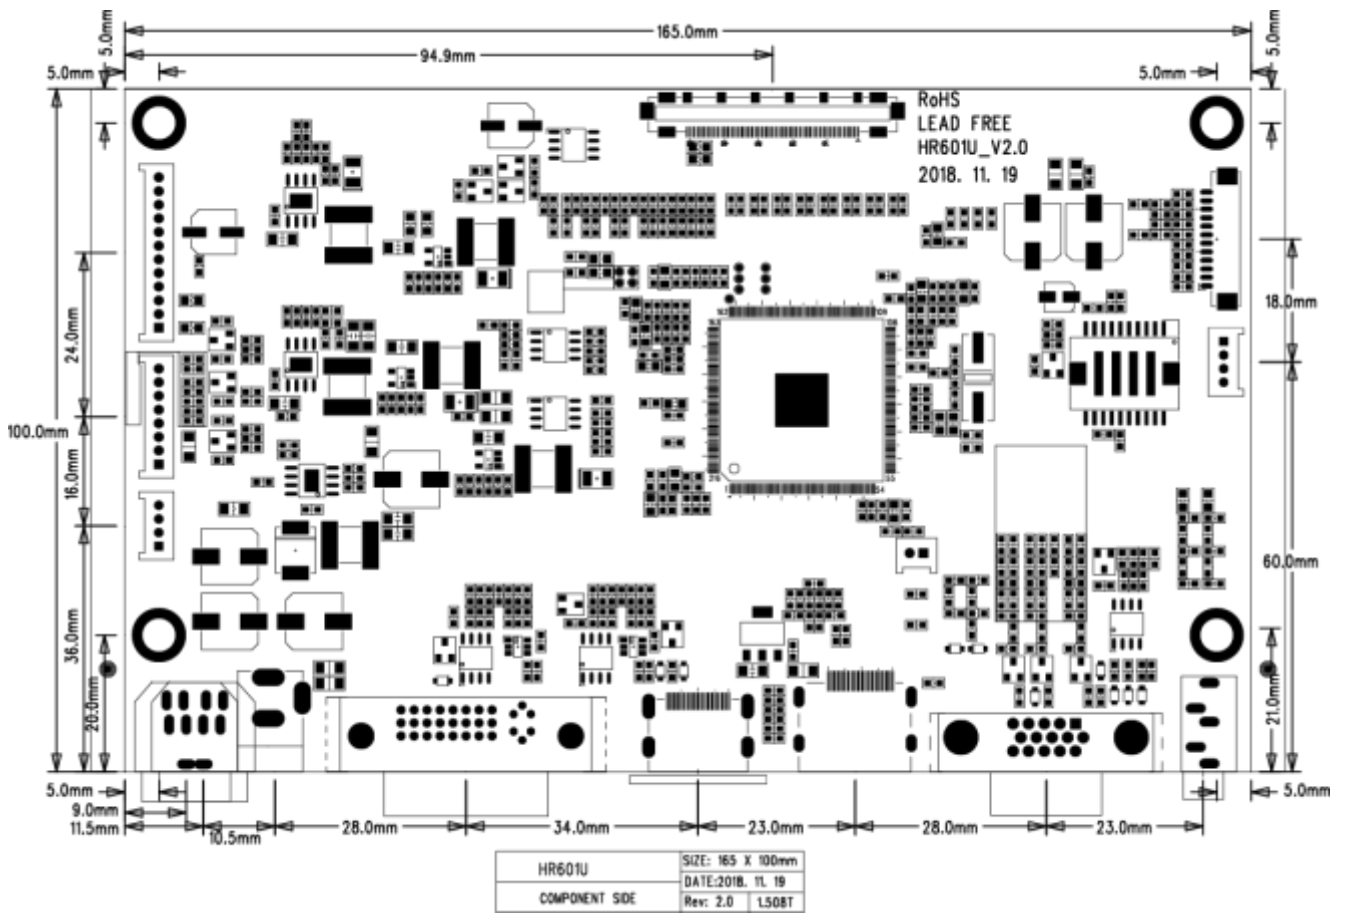 165.0mm
5.0mm
5.0mm
94.9mm
5.0mm
5.0mm
RoHS
LEAD FREE
HR601U_V2.0
2018. 11. 19
18.0mm
24.0mm
100.0mm
16.0mm
60.0mm
36.0mm
20.0mm
21.0mm
5.0mm
5.0mm
9.0mm
11.5mm
10.5mm
28.0mm
34.0mm
23.0mm
28.0mm
23.0mm
HR601U
SIZE: 165 X 100mm
DATE:2018. 11. 19
COMPONENT SIDE
Rev: 2.0
1.508T